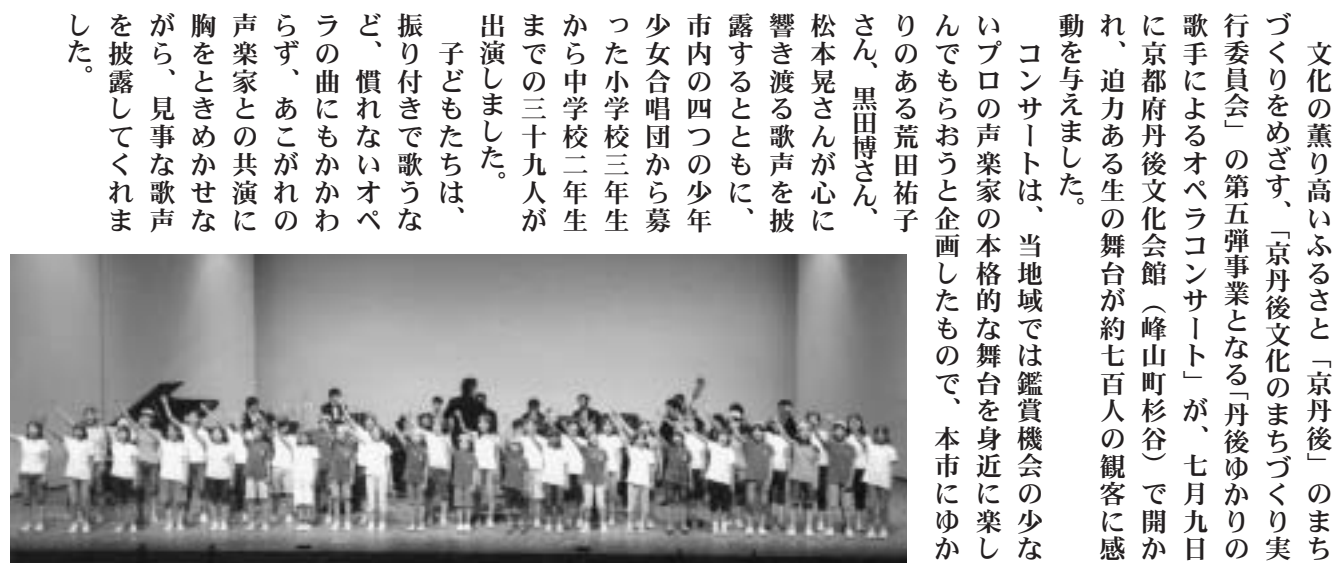 文化の薫り高いふるさと「京丹後」のまち
づくりをめざす、「京丹後文化のまちづくり実
行委員会」の第五弾事業となる「丹後ゆかりの
歌手によるオペラコンサート」が、七月九日
に京都府丹後文化会館（峰山町杉谷）で開か
れ、迫力ある生の舞台が約七百人の観客に感
動を与えました。
　コンサートは、当地域では鑑賞機会の少な
いプロの声楽家の本格的な舞台を身近に楽し
んでもらおうと企画したもので、本市にゆか
りのある荒田祐子
さん、黒田博さん、
松本晃さんが心に
響き渡る歌声を披
露するとともに、
市内の四つの少年
少女合唱団から募
った小学校三年生
から中学校二年生
までの三十九人が
出演しました。
　子どもたちは、
振り付きで歌うな
ど、慣れないオペ
ラの曲にもかかわ
らず、あこがれの
声楽家との共演に
胸をときめかせな
がら、見事な歌声
を披露してくれま
した。